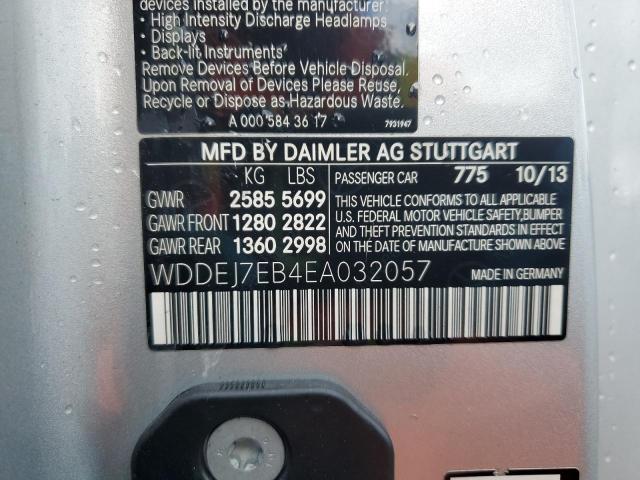 devices installed by the manufacturer:
• High Intensity Discharge Headlamps
• Displays
• Back-lit Instruments
Remove Devices Before Vehicle Disposal.
Upon Removal of Devices Please Reuse,
Recycle or Dispose as Hazardous Waste.
A 000 584 36 17 7931947
MFD BY DAIMLER AG STUTTGART
KG LBS PASSENGER CAR 775 10/13
GVWR 2585 5699
GAWR FRONT 1280 2822
GAWR REAR 1360 2998
THIS VEHICLE CONFORMS TO ALL APPLICABLE
U.S. FEDERAL MOTOR VEHICLE SAFETY,BUMPER
AND THEFT PREVENTION STANDARDS IN EFFECT
ON THE DATE OF MANUFACTURE SHOWN ABOVE.
WDDEJ7EB4EA032057 MADE IN GERMANY